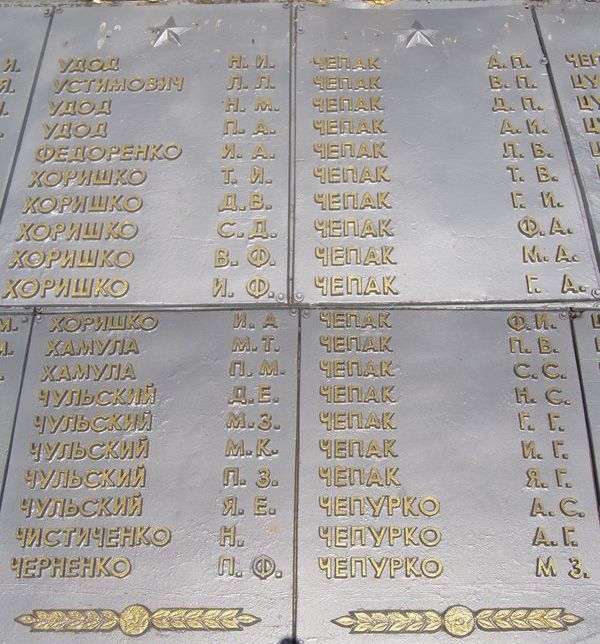 УДОД Н. И.
УСТИМОВИЧ Л. Л.
УДОД Н. М.
УДОД П. А.
ФЕДОРЕНКО И. А.
ХОРИШКО Т. И.
ХОРИШКО Д. В.
ХОРИШКО С. Д.
ХОРИШКО В. Ф.
ХОРИШКО И. Ф.
ХОРИШКО И. А
ХАМУЛА М. Т.
ХАМУЛА П. М.
ЧУЛЬСКИЙ Д. Е.
ЧУЛЬСКИЙ М. З.
ЧУЛЬСКИЙ М. К.
ЧУЛЬСКИЙ П. З.
ЧУЛЬСКИЙ Я. Е.
ЧИСТИЧЕНКО Н.
ЧЕРНЕНКО П. Ф.
ЧЕПАК А. П.
ЧЕПАК В. П.
ЧЕПАК Д. П.
ЧЕПАК А. И.
ЧЕПАК Л. В.
ЧЕПАК Т. В.
ЧЕПАК Г. И.
ЧЕПАК Ф. А.
ЧЕПАК М. А.
ЧЕПАК Г. А.
ЧЕПАК Ф. И.
ЧЕПАК П. В.
ЧЕПАК С. С.
ЧЕПАК Н. С.
ЧЕПАК Г. Г.
ЧЕПАК И. Г.
ЧЕПАК Я. Г.
ЧЕПУРКО А. С.
ЧЕПУРКО А. Г.
ЧЕПУРКО М З.